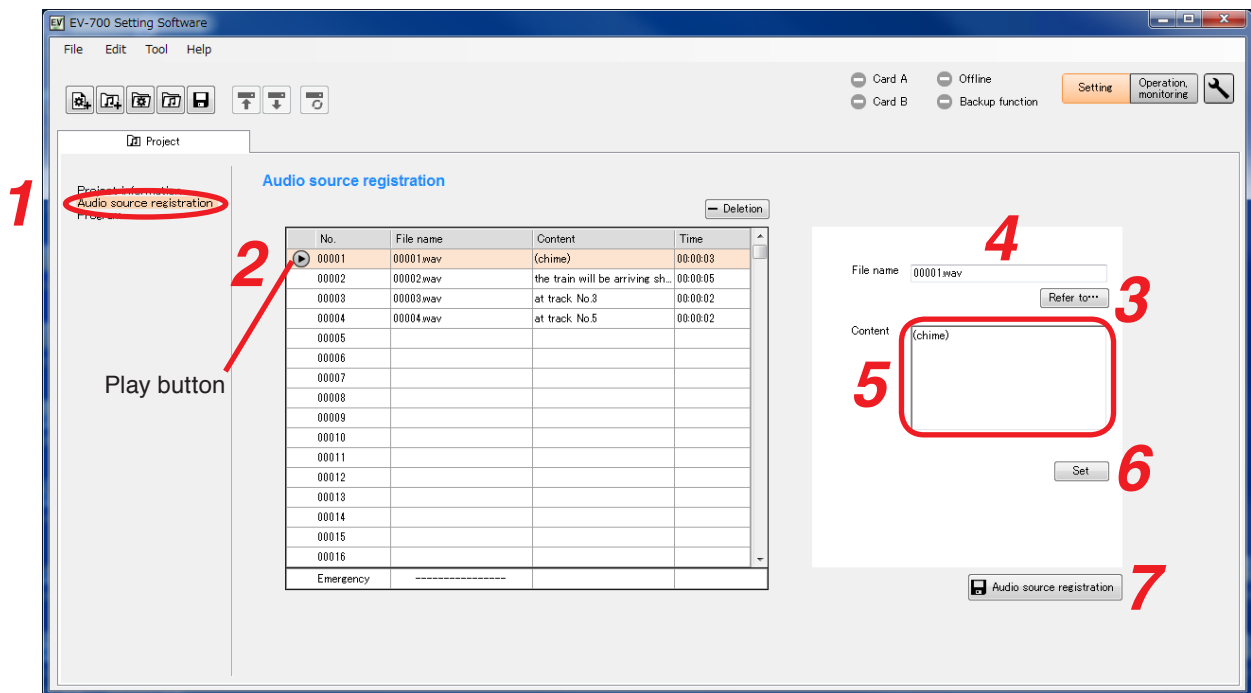 EV EV-700 Setting Software
File Edit Tool Help
Card A Offline
Card B Backup function
Setting
Operation,
monitoring
Project
1
Project information
Audio source registration
Program
Audio source registration
Deletion
No. File name Content Time
2
00001 00001.wav (chime) 00:00:03
00002 00002.wav the train will be arriving sh... 00:00:05
00003 00003.wav at track No.3 00:00:02
00004 00004.wav at track No.5 00:00:02
00005
00006
00007
00008
00009
00010
00011
00012
00013
00014
00015
00016
Emergency ----------------
Play button
4
File name 00001.wav
Refer to···
3
Content (chime)
5
Set
6
Audio source registration
7